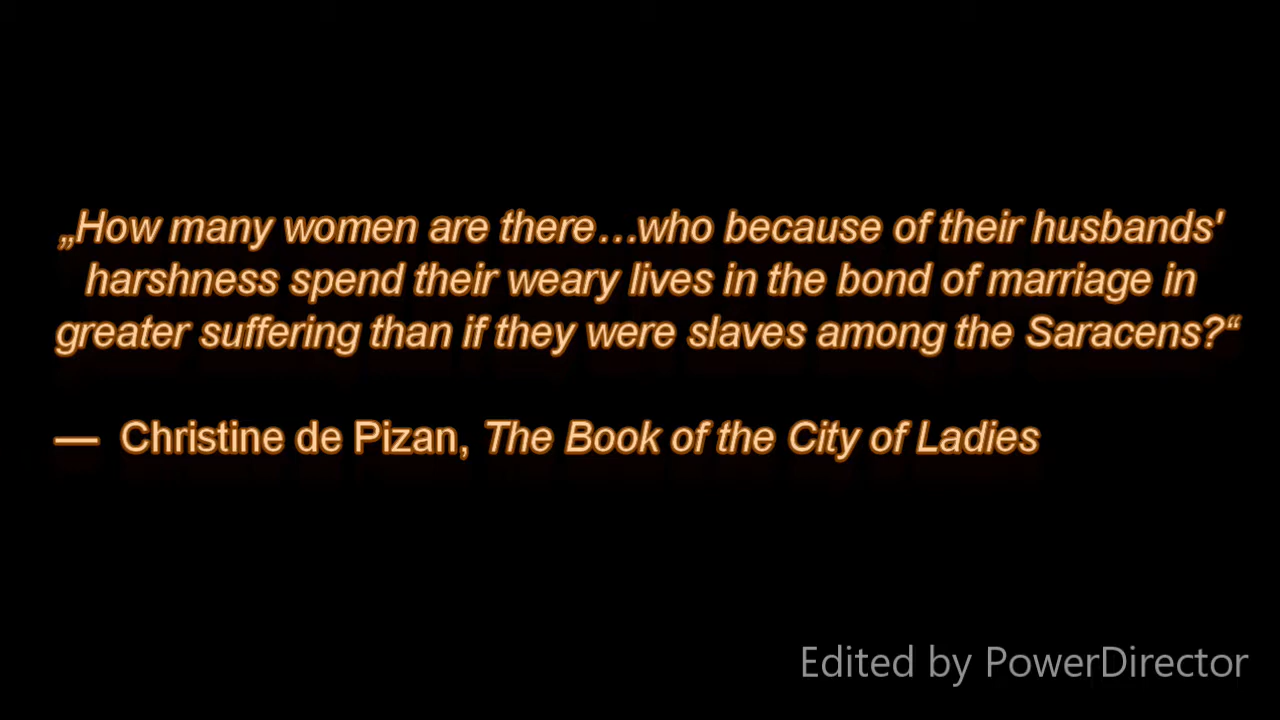 „How many women are there…who because of their husbands'
harshness spend their weary lives in the bond of marriage in
greater suffering than if they were slaves among the Saracens?“
— Christine de Pizan, The Book of the City of Ladies
Edited by PowerDirector